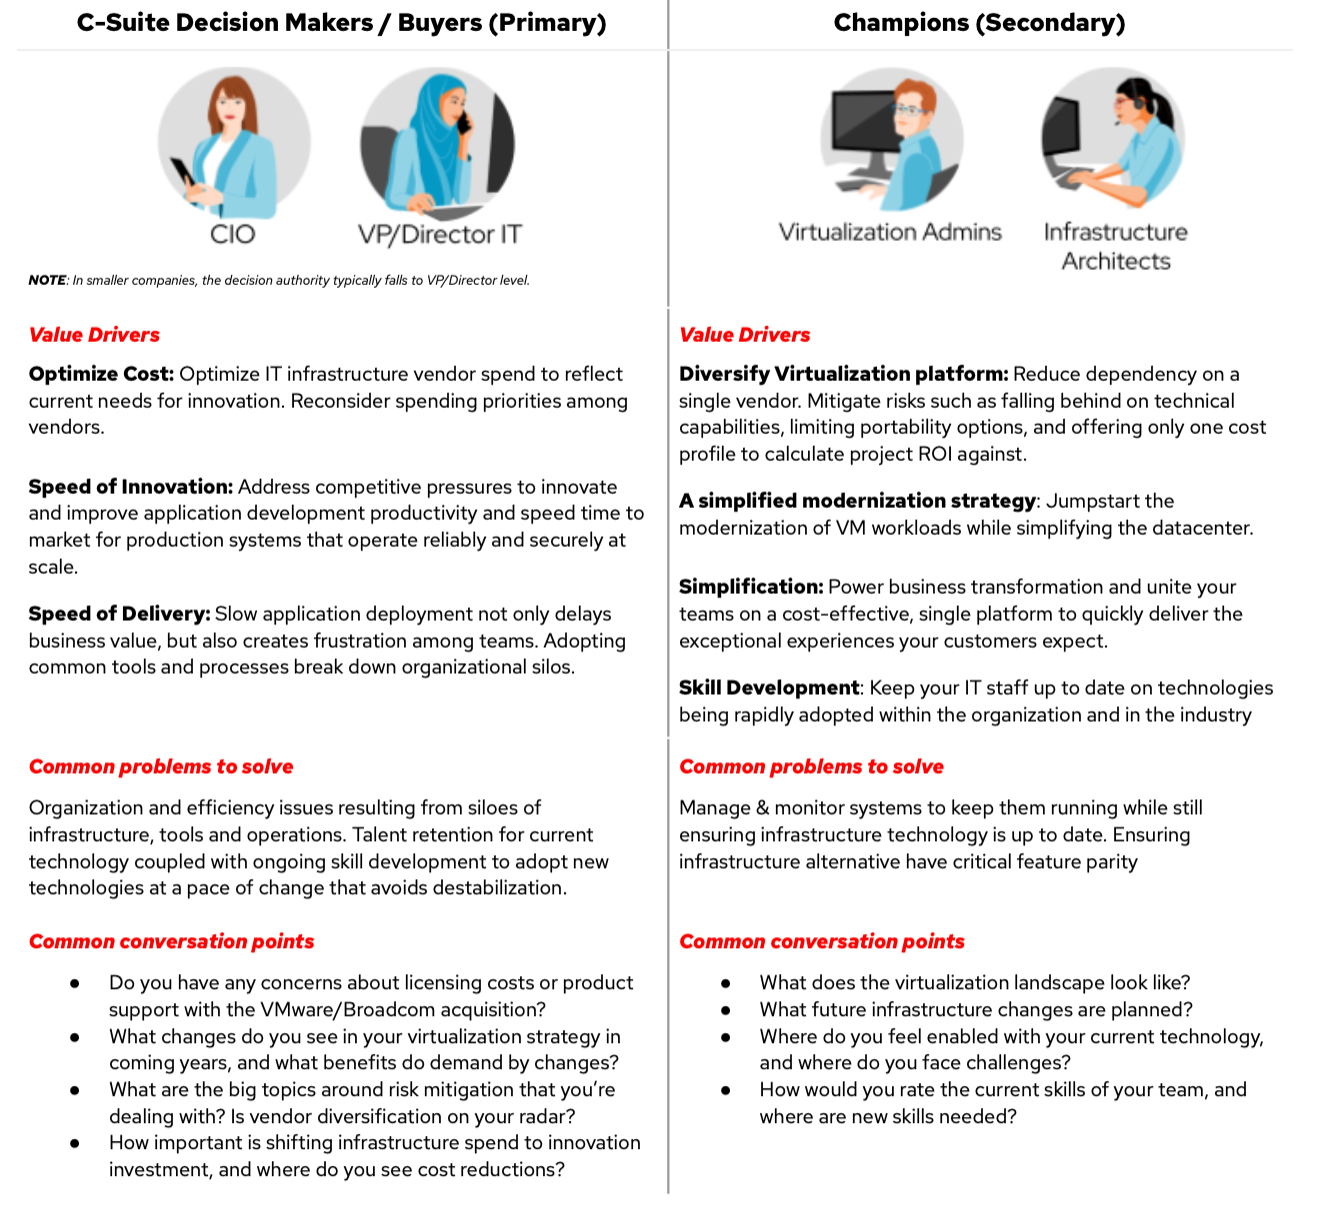 C-Suite Decision Makers / Buyers (Primary)
CIO
VP/Director IT
NOTE: In smaller companies, the decision authority typically falls to VP/Director level.
Value Drivers
Optimize Cost: Optimize IT infrastructure vendor spend to reflect
current needs for innovation. Reconsider spending priorities among
vendors.
Speed of Innovation: Address competitive pressures to innovate
and improve application development productivity and speed time to
market for production systems that operate reliably and securely at
scale.
Speed of Delivery: Slow application deployment not only delays
business value, but also creates frustration among teams. Adopting
common tools and processes break down organizational silos.
Common problems to solve
Organization and efficiency issues resulting from siloes of
infrastructure, tools and operations. Talent retention for current
technology coupled with ongoing skill development to adopt new
technologies at a pace of change that avoids destabilization.
Common conversation points
● Do you have any concerns about licensing costs or product
support with the VMware/Broadcom acquisition?
● What changes do you see in your virtualization strategy in
coming years, and what benefits do demand by changes?
● What are the big topics around risk mitigation that you're
dealing with? Is vendor diversification on your radar?
● How important is shifting infrastructure spend to innovation
investment, and where do you see cost reductions?
Champions (Secondary)
Virtualization Admins
Infrastructure
Architects
Value Drivers
Diversify Virtualization platform: Reduce dependency on a
single vendor. Mitigate risks such as falling behind on technical
capabilities, limiting portability options, and offering only one cost
profile to calculate project ROI against.
A simplified modernization strategy: Jumpstart the
modernization of VM workloads while simplifying the datacenter.
Simplification: Power business transformation and unite your
teams on a cost-effective, single platform to quickly deliver the
exceptional experiences your customers expect.
Skill Development: Keep your IT staff up to date on technologies
being rapidly adopted within the organization and in the industry
Common problems to solve
Manage & monitor systems to keep them running while still
ensuring infrastructure technology is up to date. Ensuring
infrastructure alternative have critical feature parity
Common conversation points
● What does the virtualization landscape look like?
● What future infrastructure changes are planned?
● Where do you feel enabled with your current technology,
and where do you face challenges?
● How would you rate the current skills of your team, and
where are new skills needed?